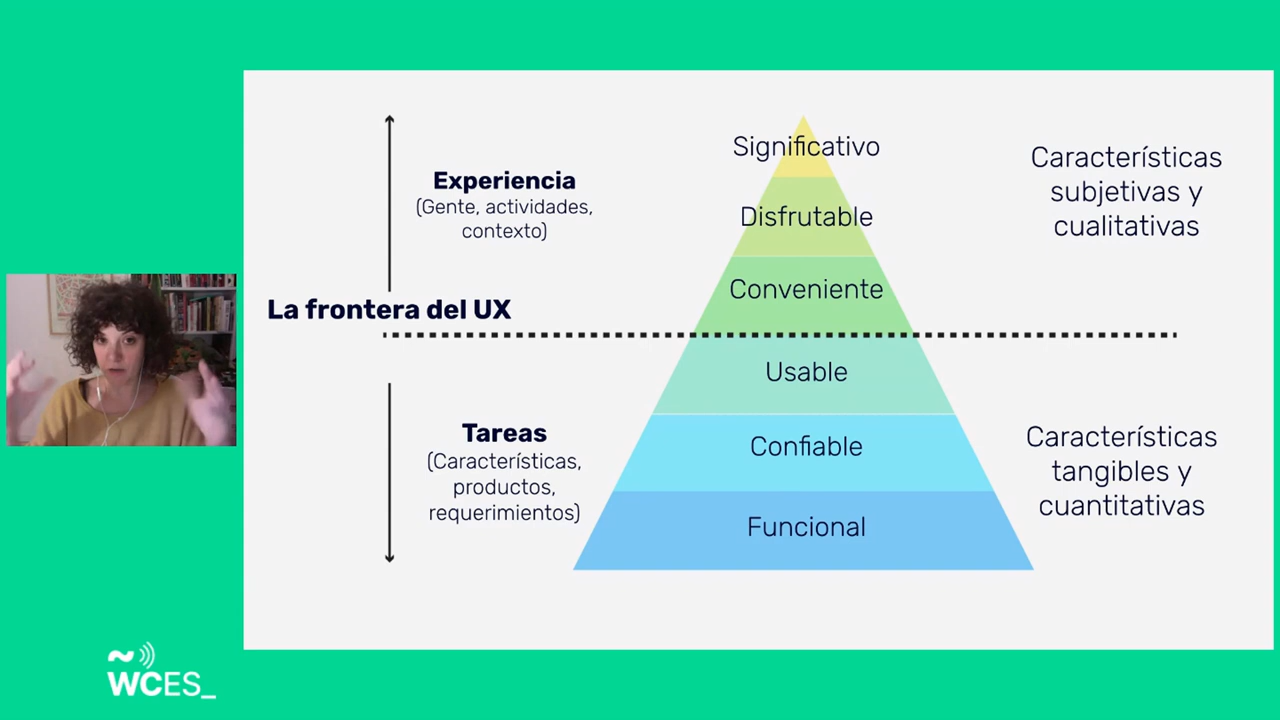 Significativo
Disfrutable
Conveniente
Usable
Confiable
Funcional
Experiencia
(Gente, actividades,
contexto)
La frontera del UX
Tareas
(Características,
productos,
requerimientos)
Características
subjetivas y
cualitativas
Características
tangibles y
cuantitativas
~
WCES_